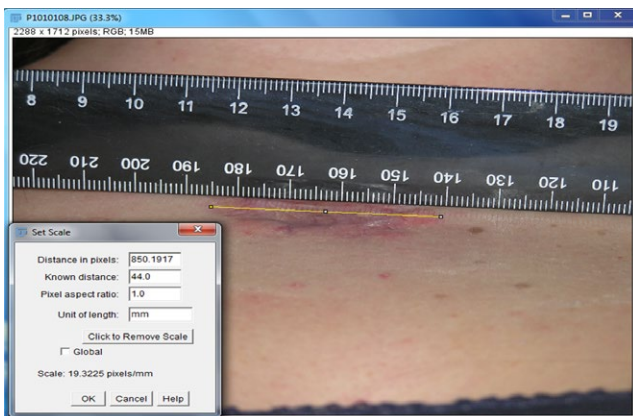 P1010108.JPG (33.3%)
2288 x 1712 pixels; RGB; 15MB
8 9 10 11 12 13 14 15 16 17 18 19
220 210 200 190 180 170 160 150 140 130 120 110
Set Scale
Distance in pixels: 850.1917
Known distance: 44.0
Pixel aspect ratio: 1.0
Unit of length: mm
Click to Remove Scale
Global
Scale: 19.3225 pixels/mm
OK Cancel Help